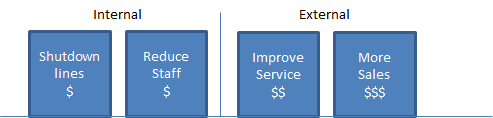 Internal
External
Shutdown
lines
$
Reduce
Staff
$
Improve
Service
$$
More
Sales
$$$